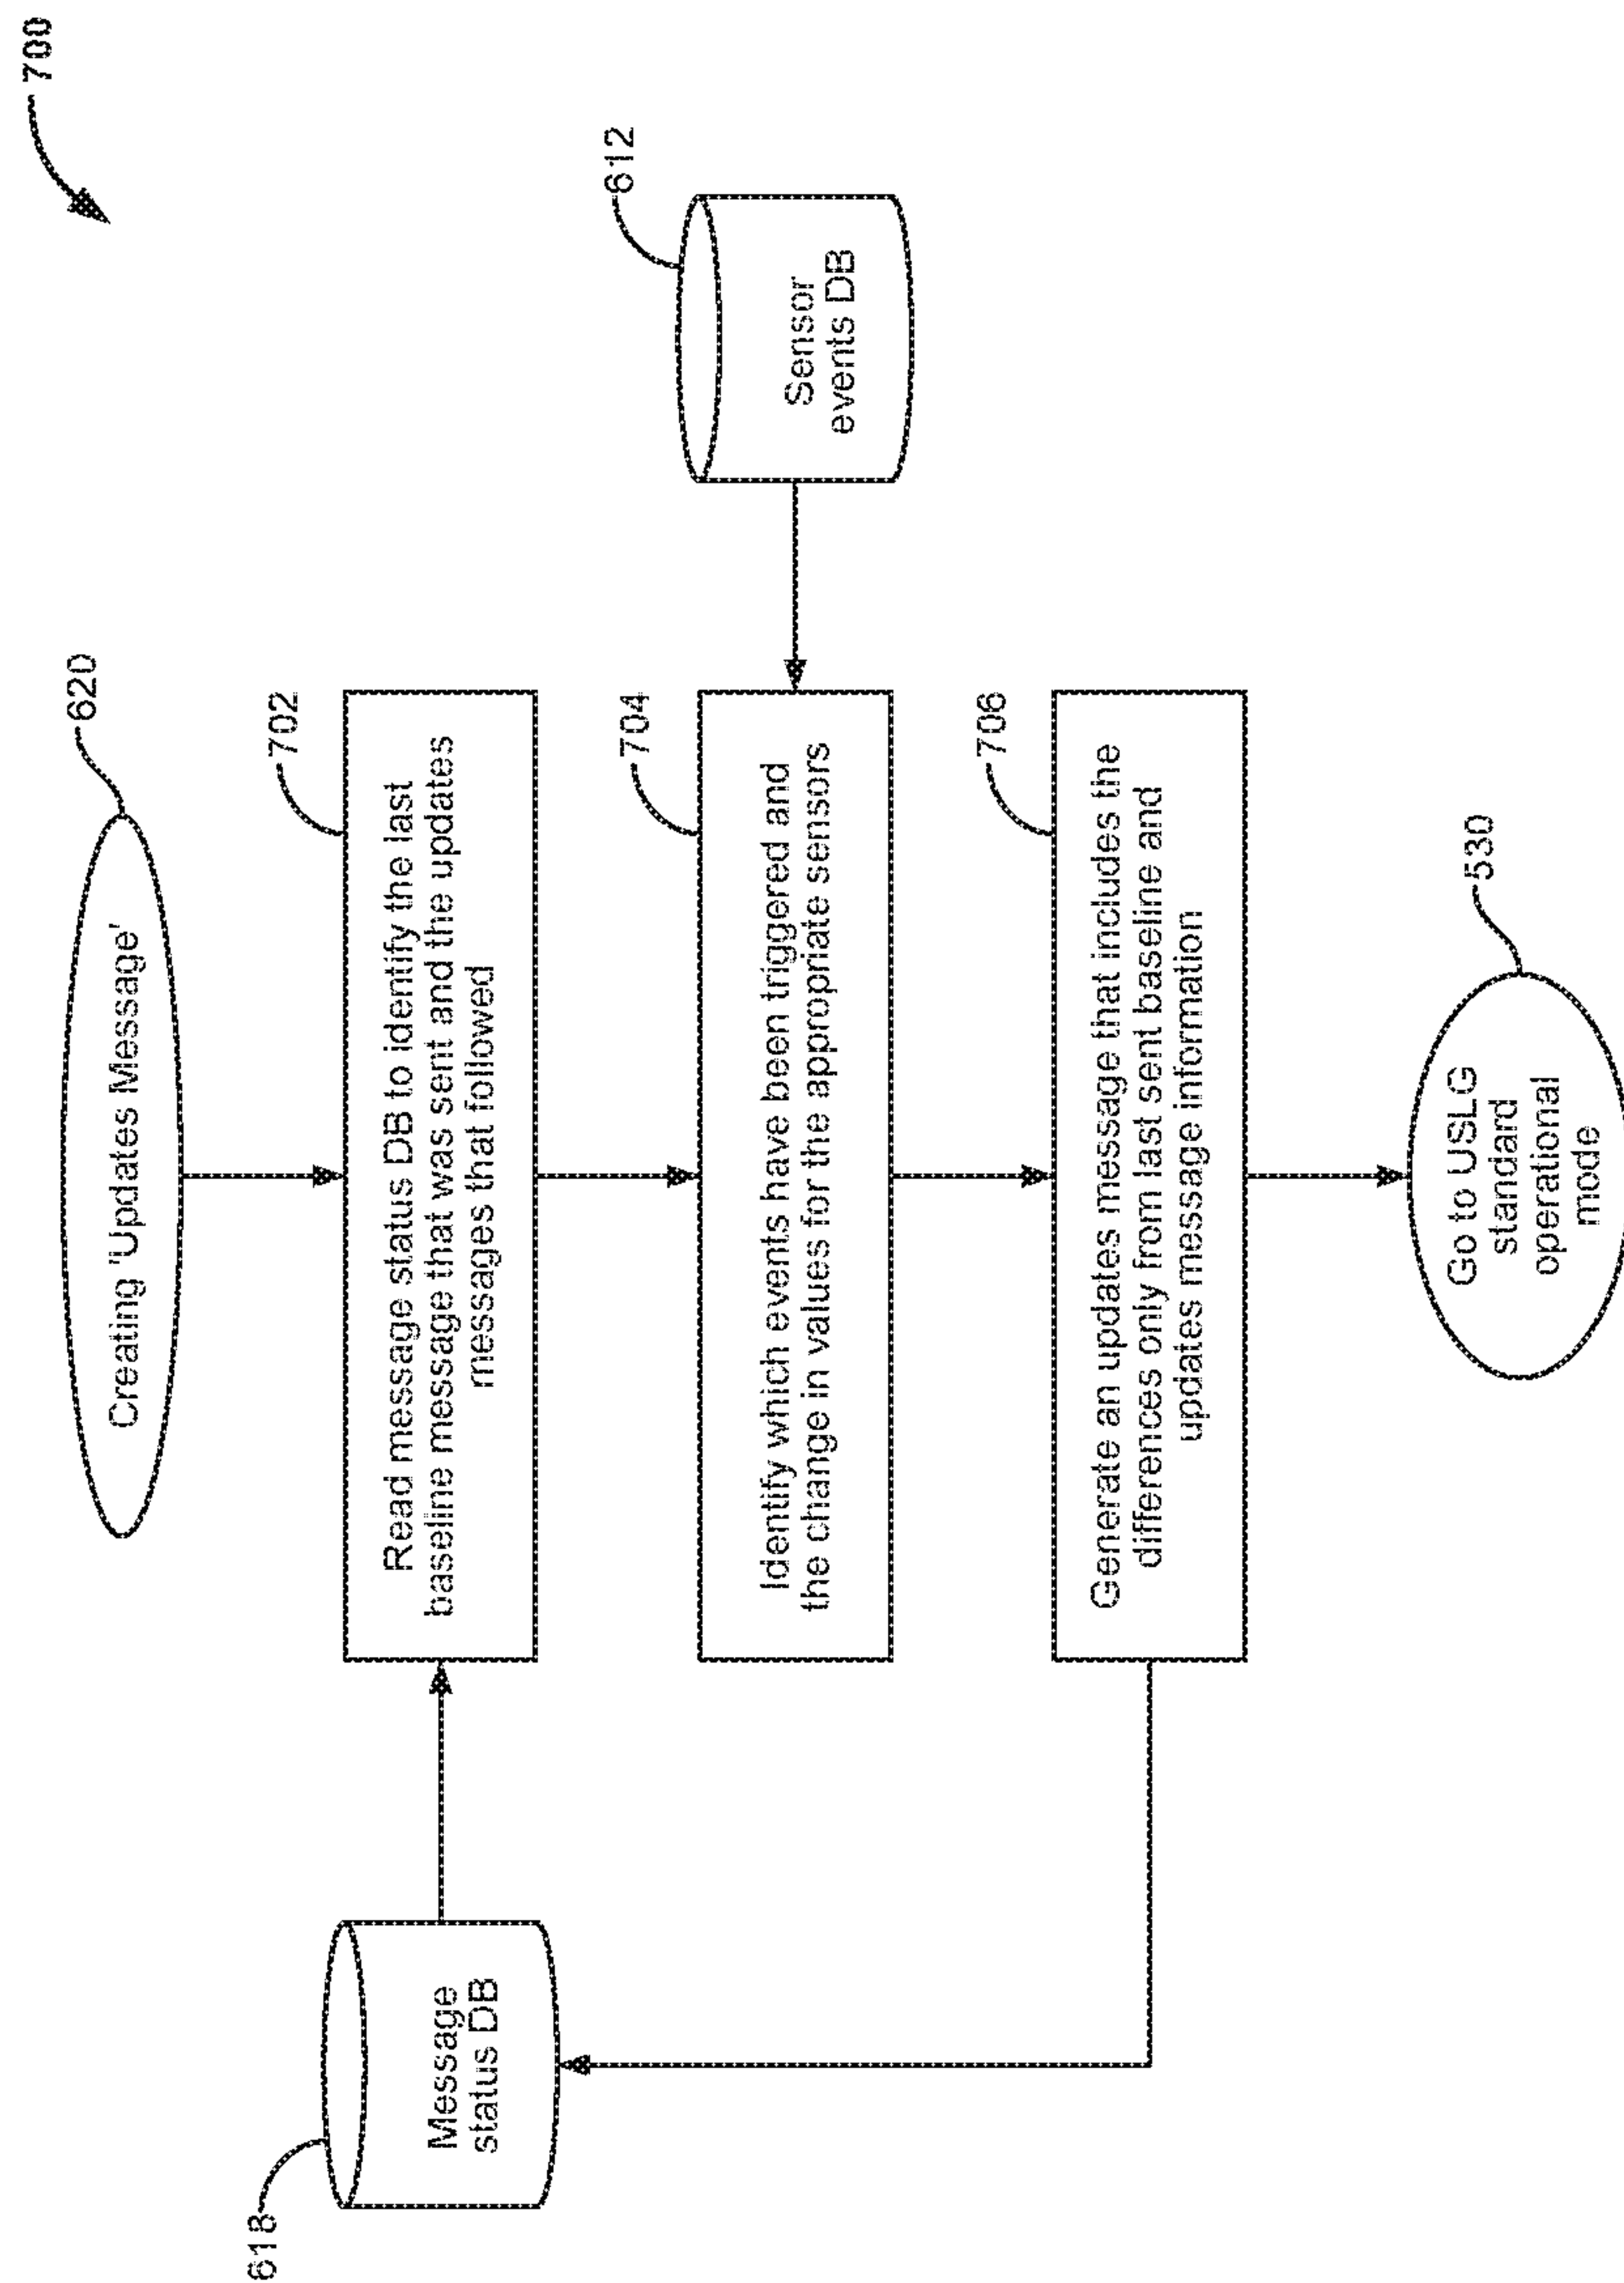 700
620
Creating 'Updates Message'
702
Read message status DB to identify the last
baseline message that was sent and the updates
messages that followed
618
Message
status DB
704
Identify which events have been triggered and
the change in values for the appropriate sensors
612
Sensor
events DB
706
Generate an updates message that includes the
differences only from last sent baseline and
updates message information
530
Go to USLG
standard
operational
mode